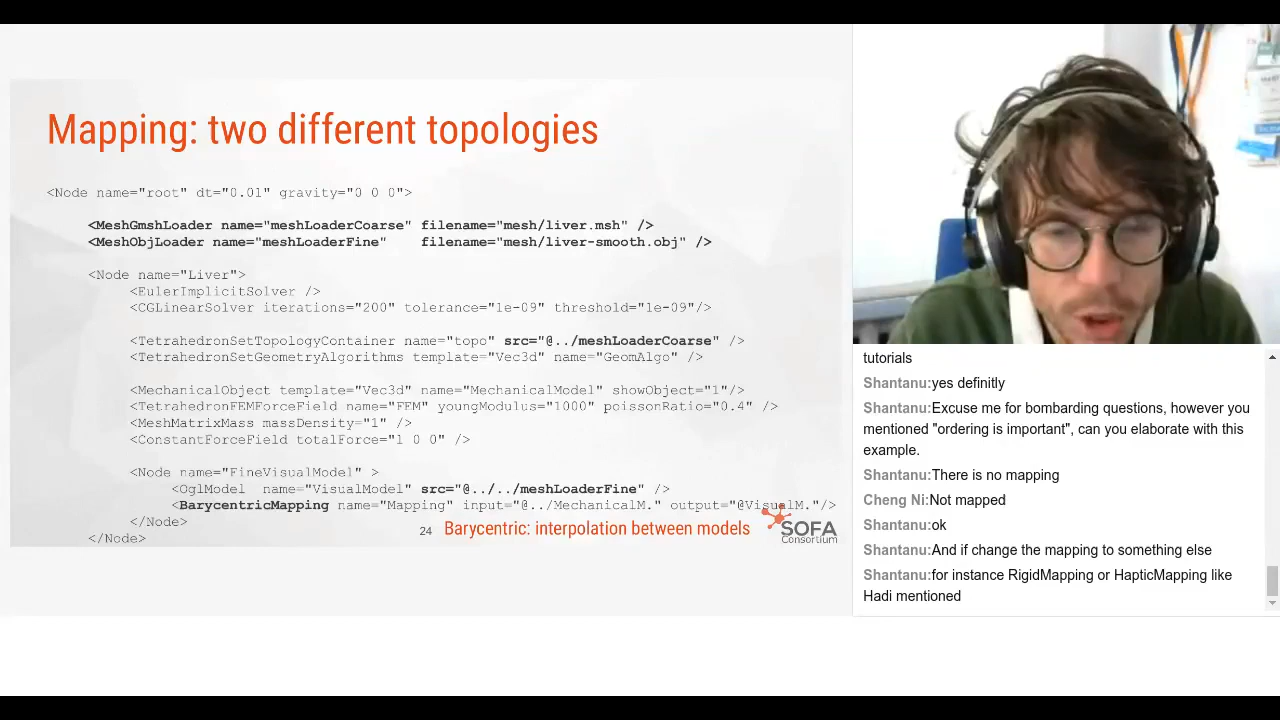 Mapping: two different topologies
<Node name="root" dt="0.01" gravity="0 0 0">
<MeshGmshLoader name="meshLoaderCoarse" filename="mesh/liver.msh" />
<MeshObjLoader name="meshLoaderFine" filename="mesh/liver-smooth.obj" />
<Node name="Liver">
<EulerImplicitSolver />
<CGLinearSolver iterations="200" tolerance="1e-09" threshold="1e-09"/>
<TetrahedronSetTopologyContainer name="topo" src="@../meshLoaderCoarse" />
<TetrahedronSetGeometryAlgorithms template="Vec3d" name="GeomAlgo" />
<MechanicalObject template="Vec3d" name="MechanicalModel" showObject="1"/>
<TetrahedronFEMForceField name="FEM" youngModulus="1000" poissonRatio="0.4" />
<MeshMatrixMass massDensity="1" />
<ConstantForceField totalForce="1 0 0" />
<Node name="FineVisualModel" >
<OglModel name="VisualModel" src="@../../meshLoaderFine" />
<BarycentricMapping name="Mapping" input="@../MechanicalM." output="@VisualM."/>
</Node>
</Node>
24 Barycentric: interpolation between models
SOFA
Consortium
tutorials
Shantanu:yes definitly
Shantanu:Excuse me for bombarding questions, however you
mentioned "ordering is important", can you elaborate with this
example.
Shantanu:There is no mapping
Cheng Ni:Not mapped
Shantanu:ok
Shantanu:And if change the mapping to something else
Shantanu:for instance RigidMapping or HapticMapping like
Hadi mentioned